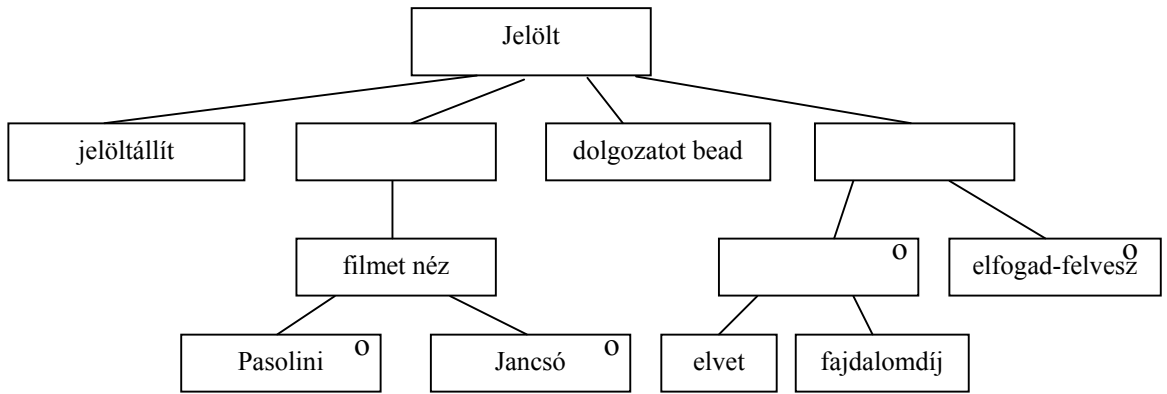 Jelölt
jelöltállít
dolgozatot bead
filmet néz
o
elfogad-felvesz
o
Pasolini
o
Jancsó
o
elvet
fajdalomdíj